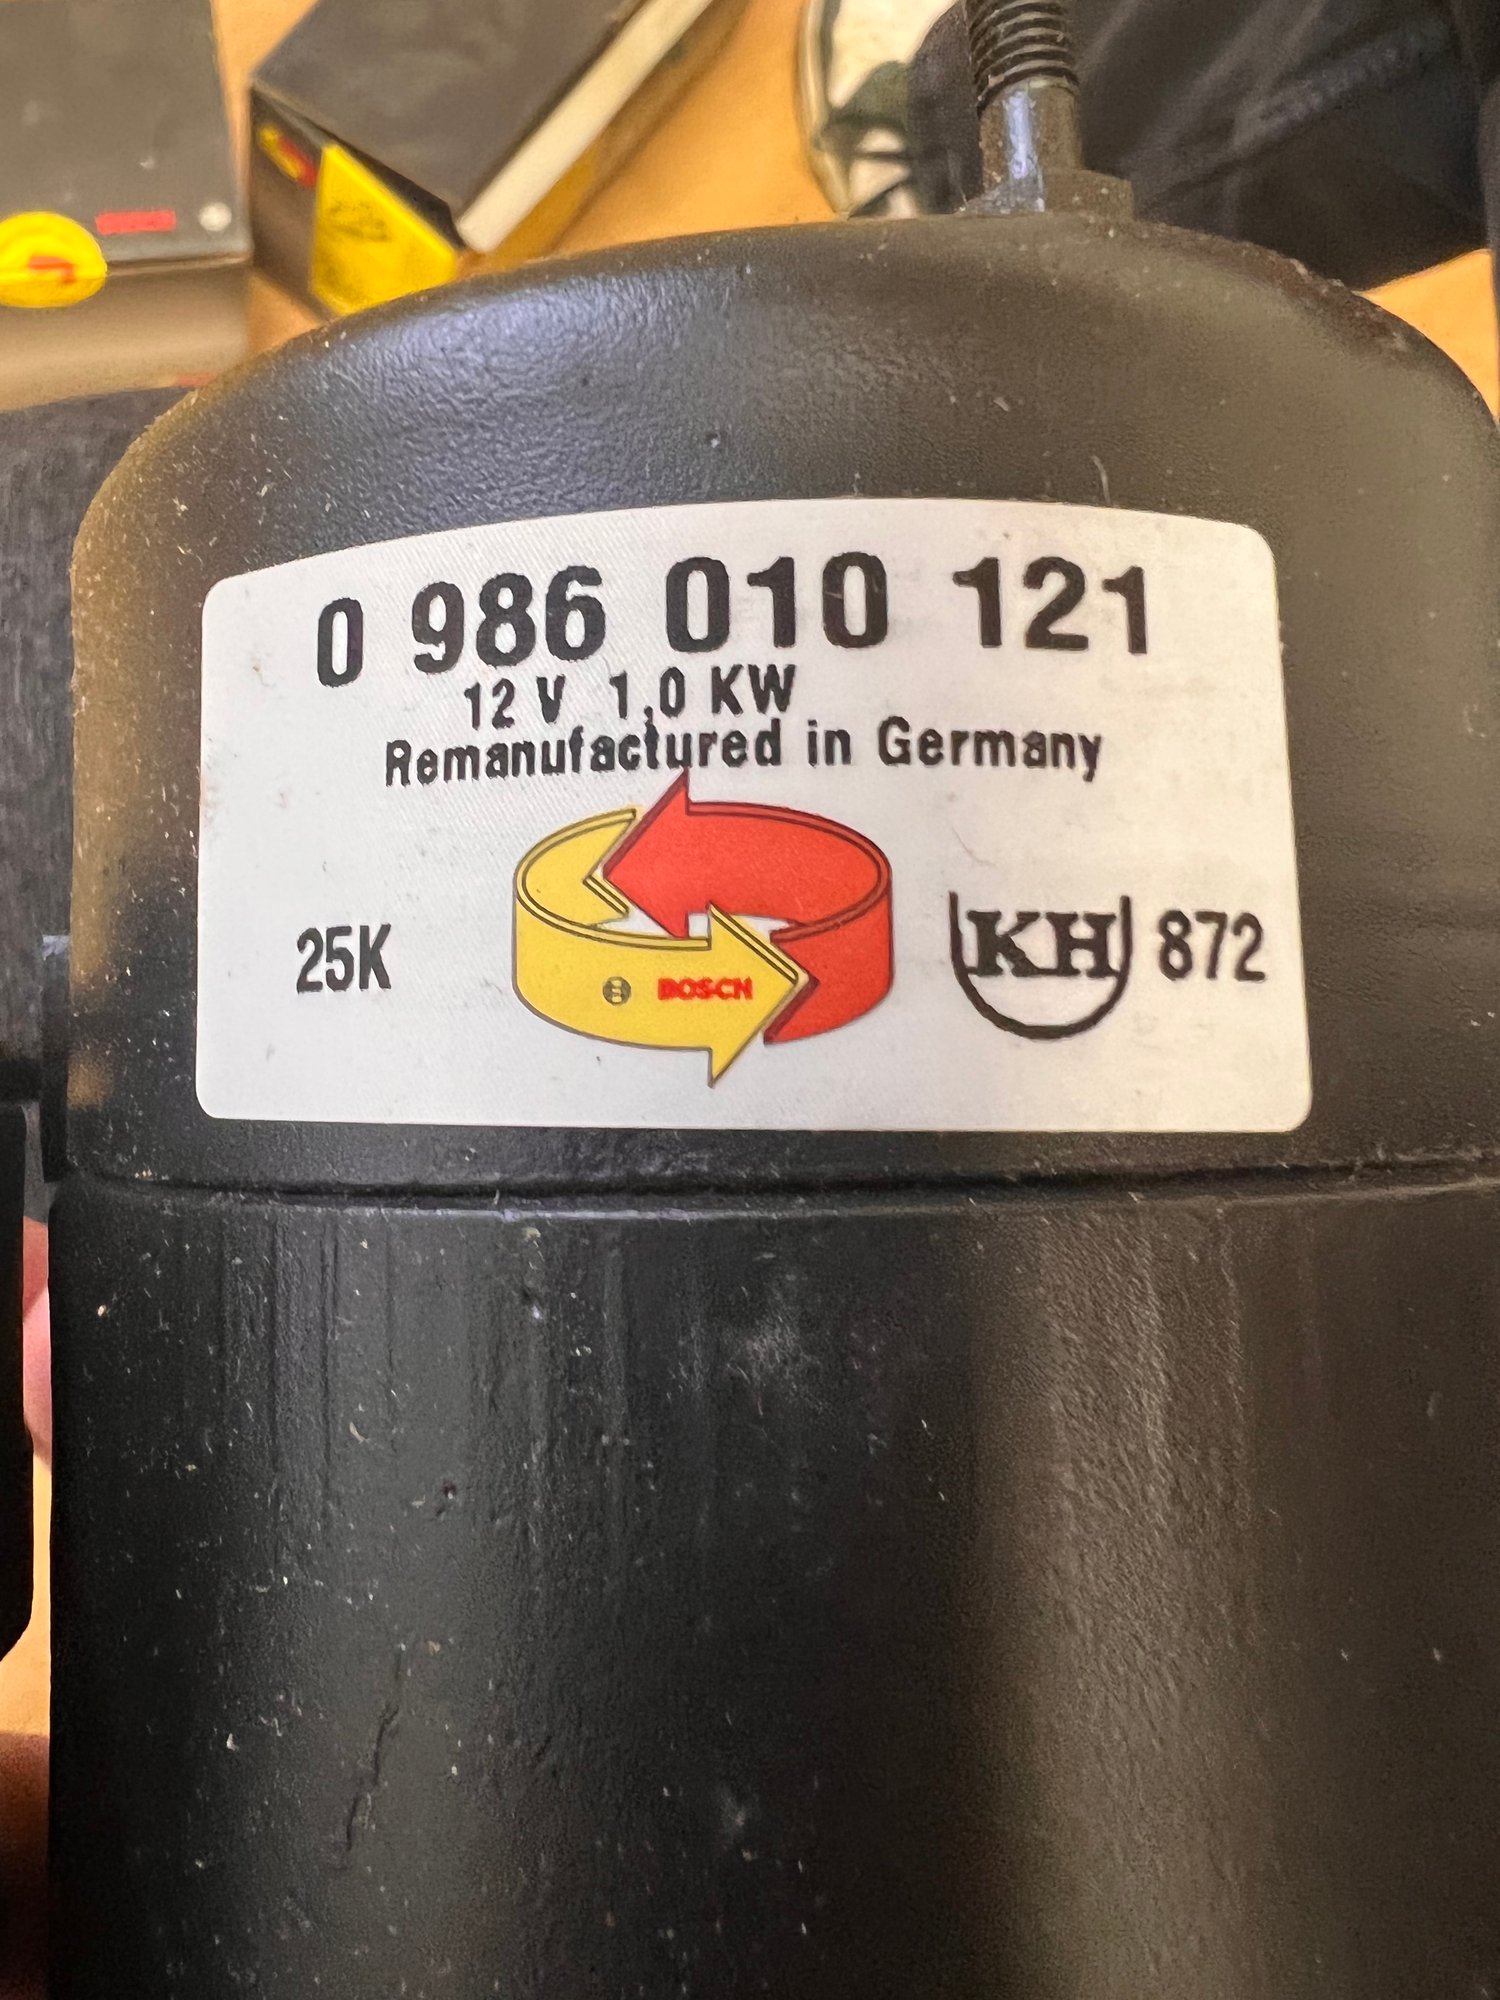 0 986 010 121
12 V 1,0 KW
Remanufactured in Germany
25K
BOSCH
KH 872